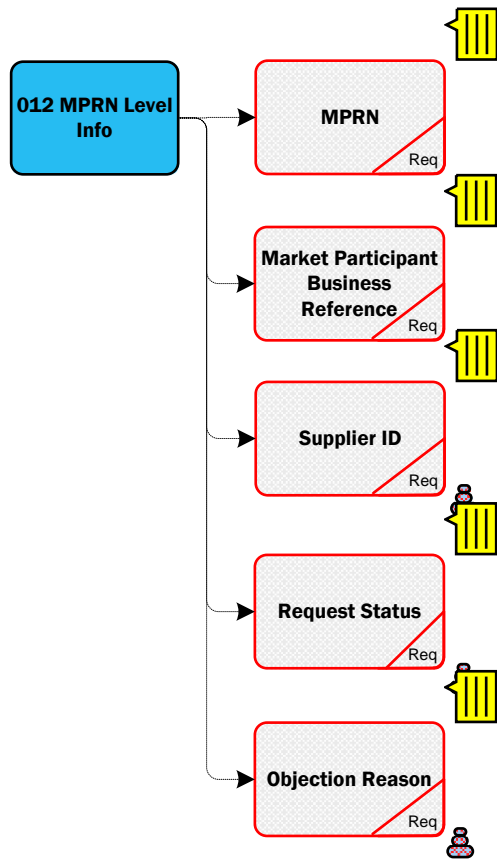 012 MPRN Level
Info
MPRN
Req
Market Participant
Business
Reference
Req
Supplier ID
Req
Request Status
Req
Objection Reason
Req